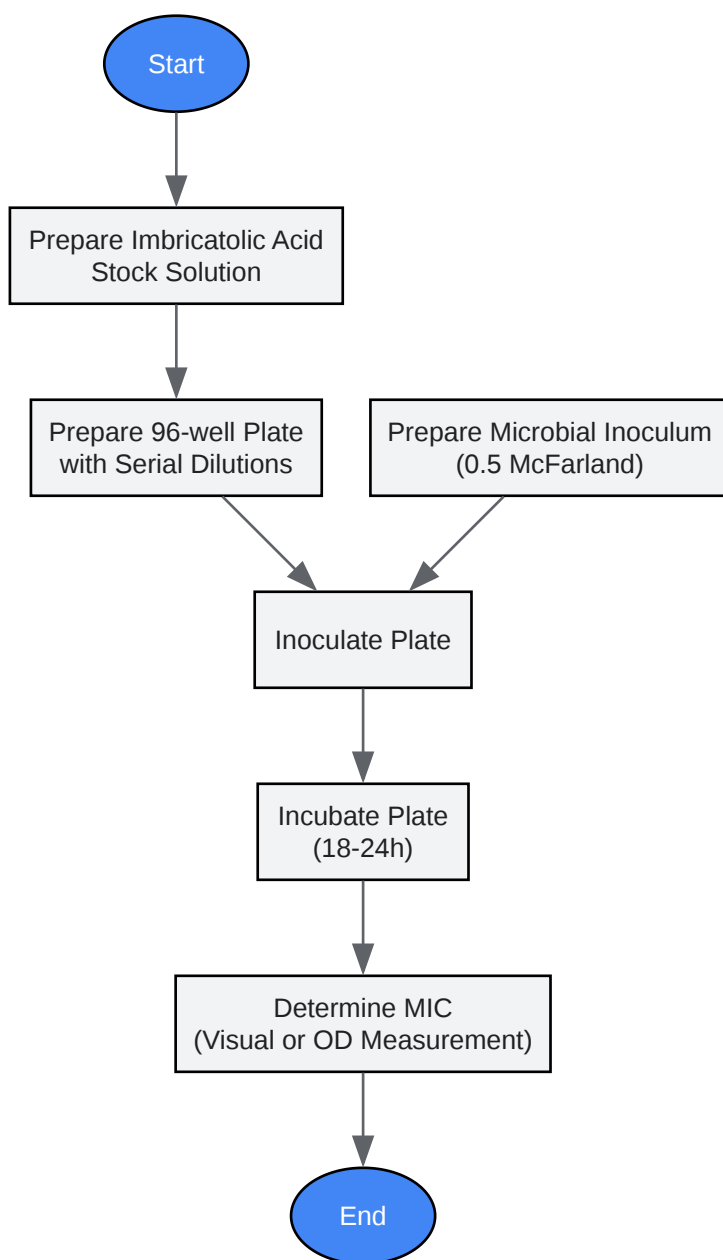 Start
Prepare Imbricatolic Acid
Stock Solution
Prepare 96-well Plate
with Serial Dilutions
Prepare Microbial Inoculum
(0.5 McFarland)
Inoculate Plate
Incubate Plate
(18-24h)
Determine MIC
(Visual or OD Measurement)
End